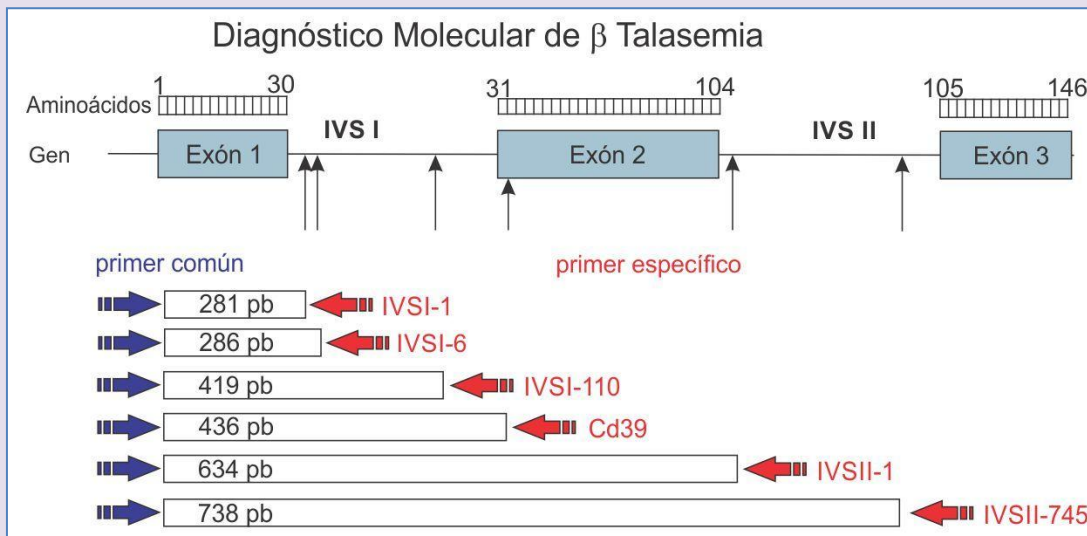 Diagnóstico Molecular de β Talasemia
1 30 31 104 105 146
Aminoácidos
IVS I IVS II
Gen Exón 1 Exón 2 Exón 3
primer común primer específico
281 pb IVSI-1
286 pb IVSI-6
419 pb IVSI-110
436 pb Cd39
634 pb IVSII-1
738 pb IVSII-745